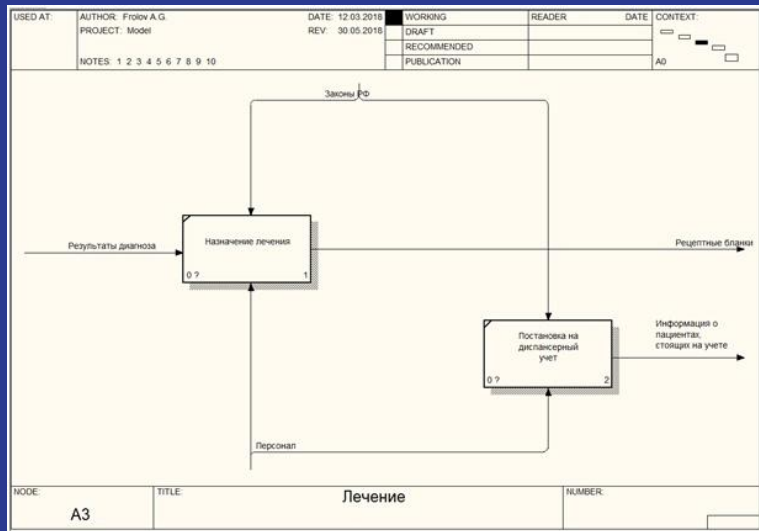 USED AT:
AUTHOR: Frolov A.G.
DATE: 12.03.2018
WORKING
READER
DATE
CONTEXT:
PROJECT: Model
REV: 30.05.2018
DRAFT
RECOMMENDED
NOTES: 1 2 3 4 5 6 7 8 9 10
PUBLICATION
A0
Законы РФ
Результаты диагноза
Назначение лечения
0 ?
1
Рецептные бланки
Постановка на
диспансерный
учет
0 ?
2
Информация о
пациентах,
стоящих на учете
Персонал
NODE:
A3
TITLE:
Лечение
NUMBER: